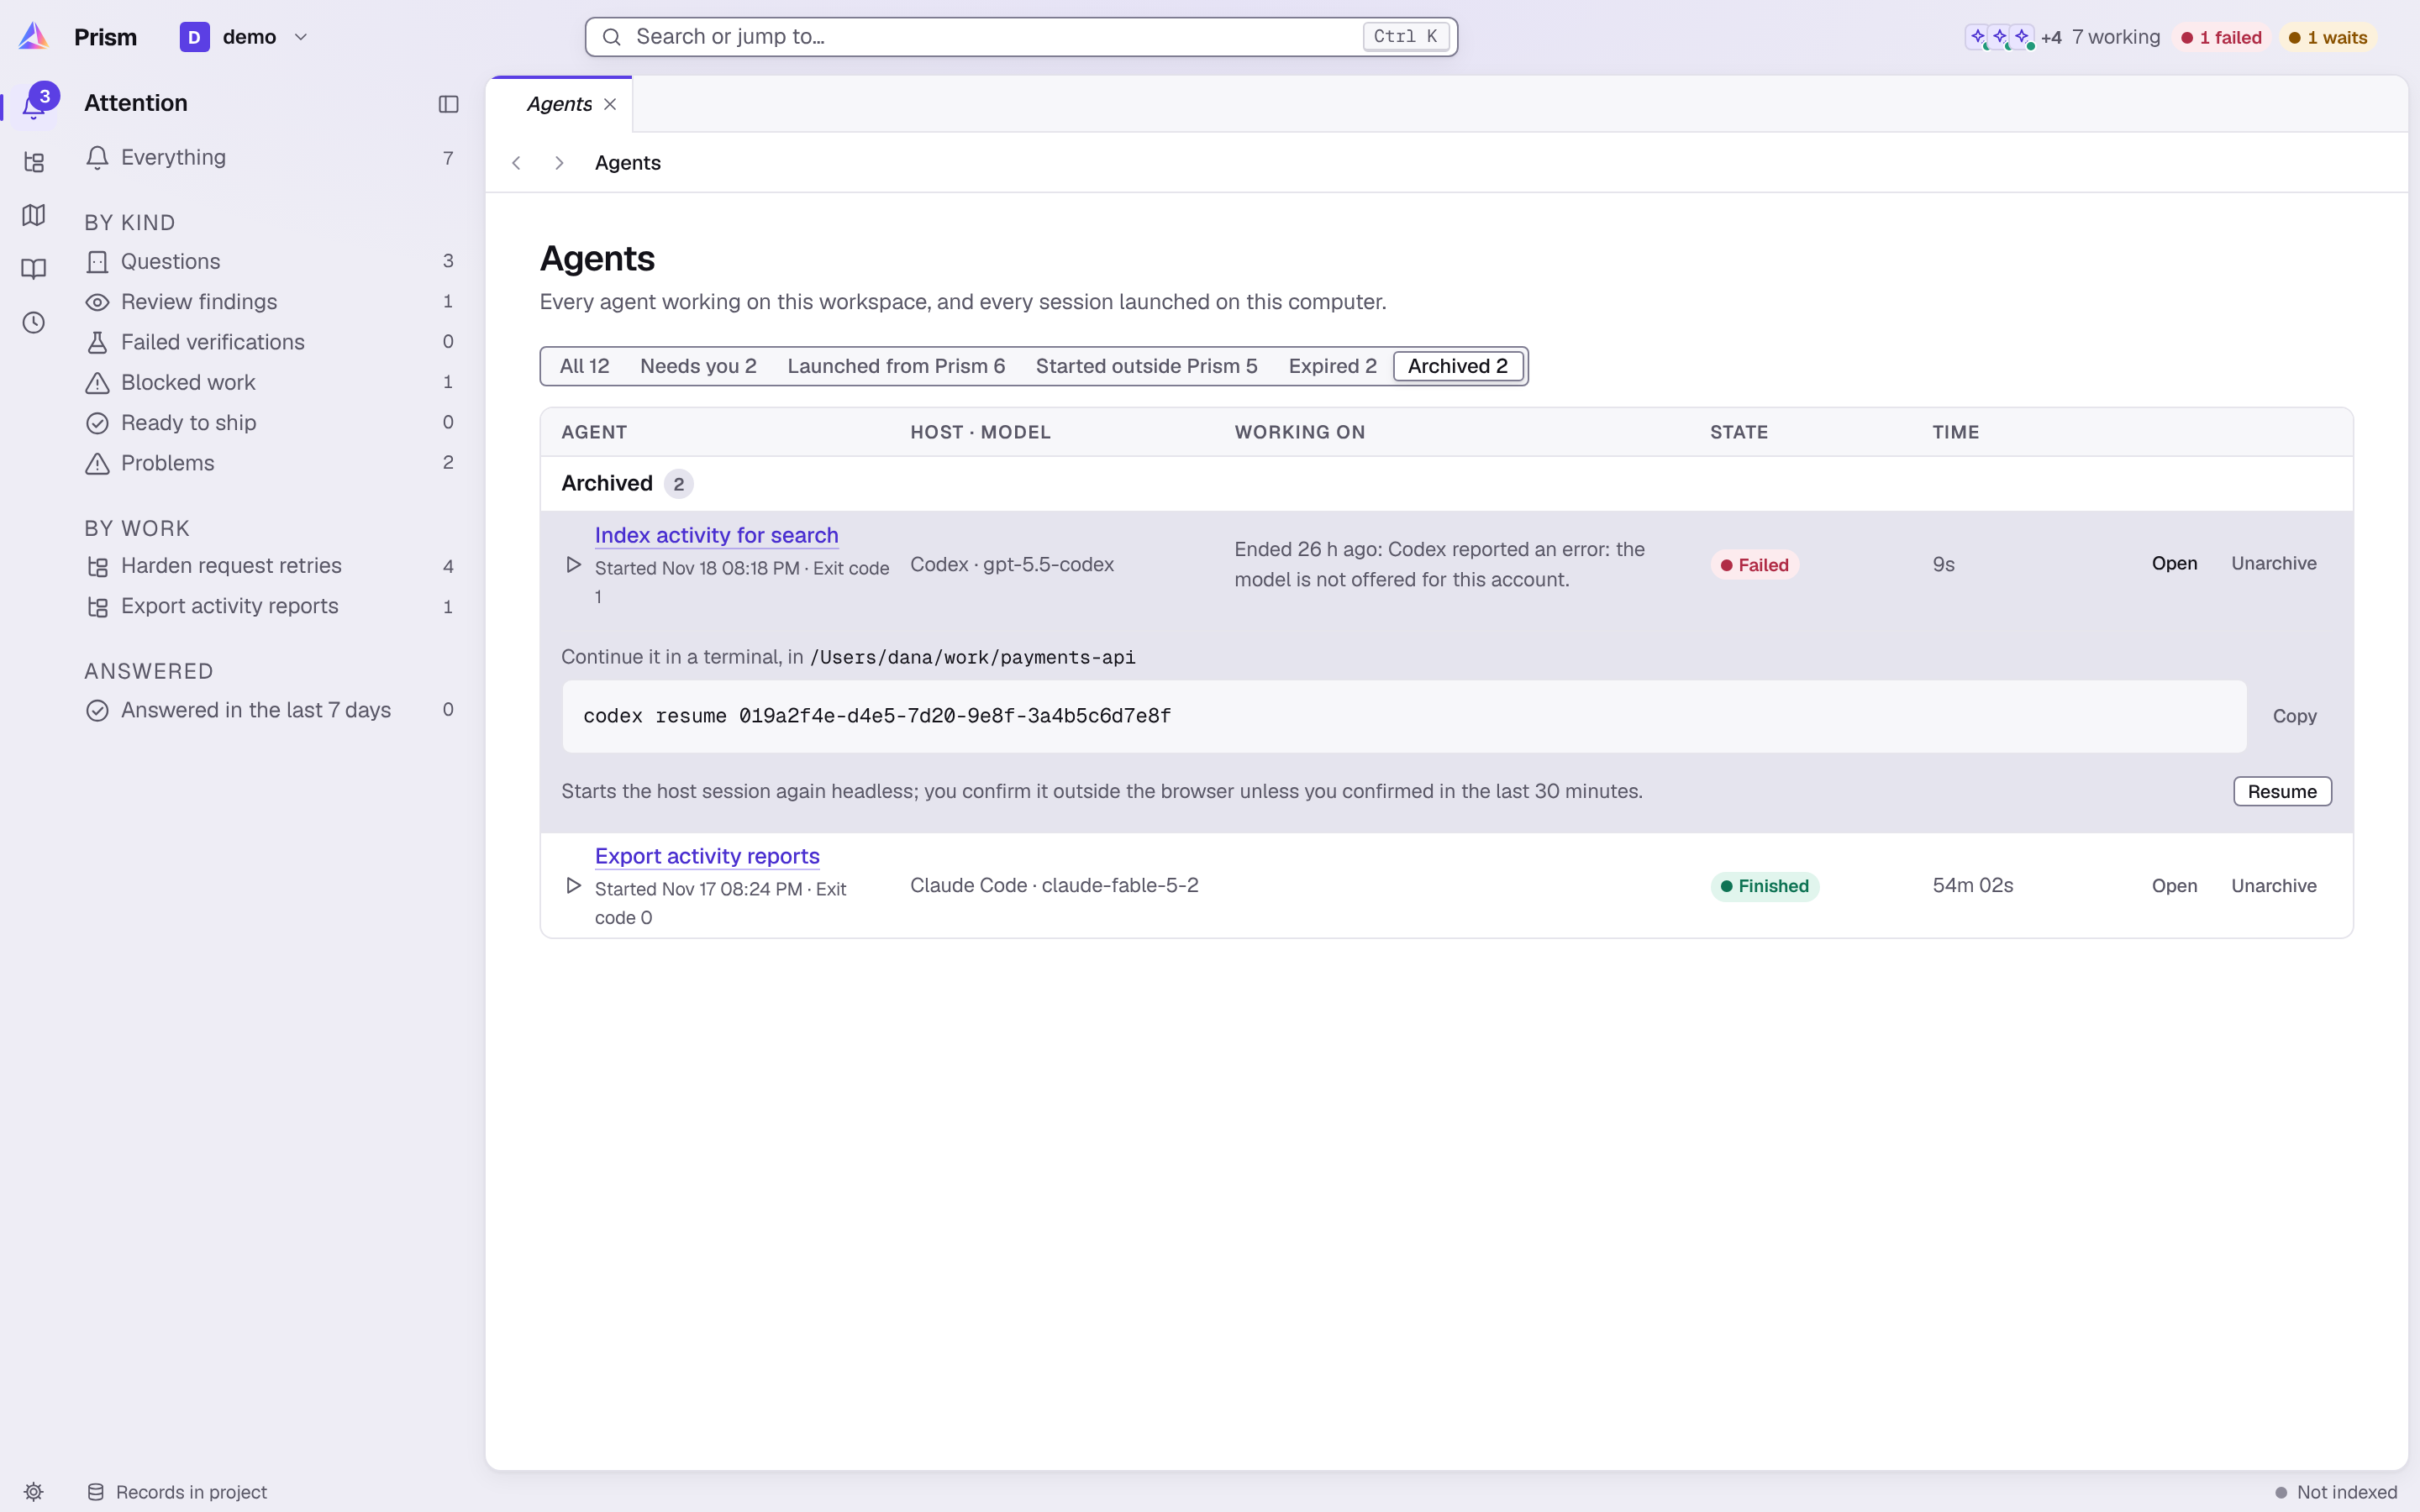 Prism
D demo
Search or jump to...
Ctrl K
+4 7 working
1 failed
1 waits
3
Attention
Everything 7
BY KIND
Questions 3
Review findings 1
Failed verifications 0
Blocked work 1
Ready to ship 0
Problems 2
BY WORK
Harden request retries 4
Export activity reports 1
ANSWERED
Answered in the last 7 days 0
Agents
Agents
Agents
Every agent working on this workspace, and every session launched on this computer.
All 12 Needs you 2 Launched from Prism 6 Started outside Prism 5 Expired 2 Archived 2
AGENT HOST · MODEL WORKING ON STATE TIME
Archived 2
Index activity for search
Started Nov 18 08:18 PM · Exit code
1
Codex · gpt-5.5-codex
Ended 26 h ago: Codex reported an error: the
model is not offered for this account.
Failed
9s
Open Unarchive
Continue it in a terminal, in /Users/dana/work/payments-api
codex resume 019a2f4e-d4e5-7d20-9e8f-3a4b5c6d7e8f
Copy
Starts the host session again headless; you confirm it outside the browser unless you confirmed in the last 30 minutes.
Resume
Export activity reports
Started Nov 17 08:24 PM · Exit
code 0
Claude Code · claude-fable-5-2
Finished
54m 02s
Open Unarchive
Records in project
Not indexed